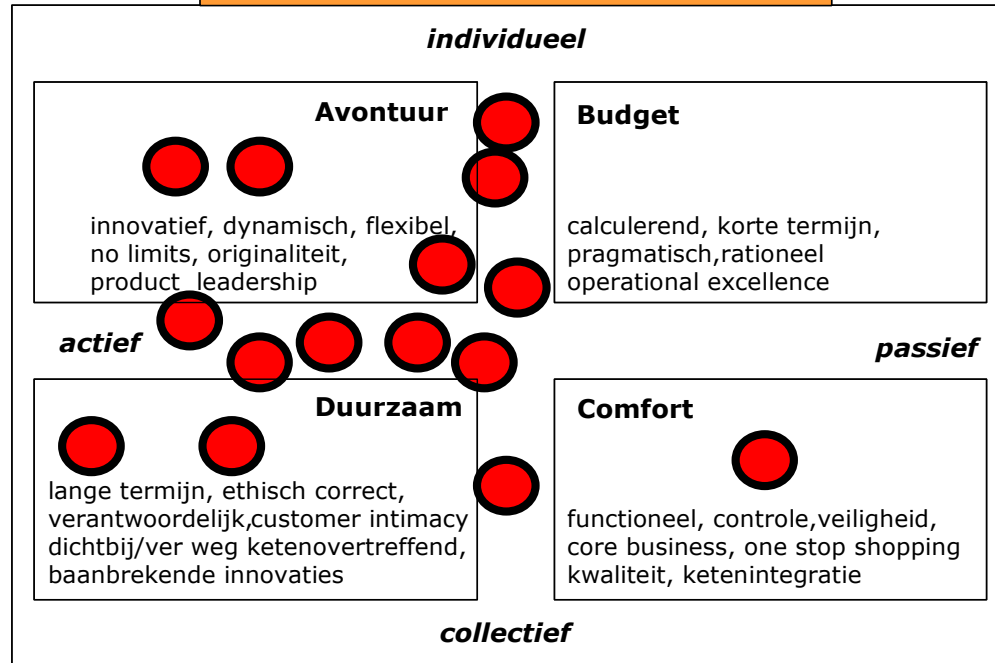 individueel
Avontuur
innovatief, dynamisch, flexibel,
no limits, originaliteit,
product leadership
Budget
calculerend, korte termijn,
pragmatisch,rationeel
operational excellence
actief
passief
Duurzaam
lange termijn, ethisch correct,
verantwoordelijk,customer intimacy
dichtbij/ver weg ketenovertreffend,
baanbrekende innovaties
Comfort
functioneel, controle,veiligheid,
core business, one stop shopping
kwaliteit, ketenintegratie
collectief